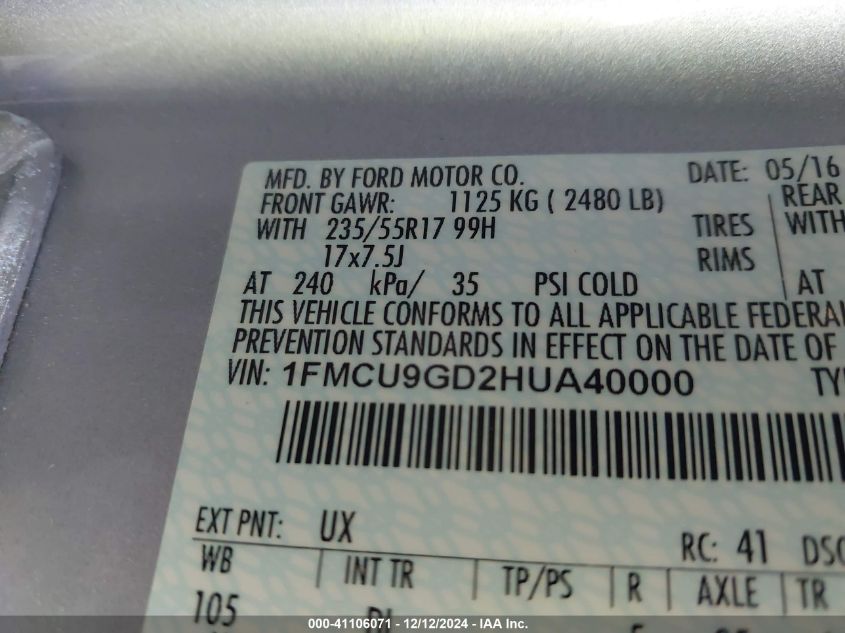 MFD. BY FORD MOTOR CO. DATE: 05/16
FRONT GAWR: 1125 KG ( 2480 LB) REAR
WITH 235/55R17 99H TIRES WITH
17x7.5J RIMS
AT 240 kPa/ 35 PSI COLD AT
THIS VEHICLE CONFORMS TO ALL APPLICABLE FEDERAL
PREVENTION STANDARDS IN EFFECT ON THE DATE OF
VIN: 1FMCU9GD2HUA40000
EXT PNT: UX RC: 41
WB INT TR TP/PS R AXLE TR
105
000-41106071 - 12/12/2024 - IAA Inc.